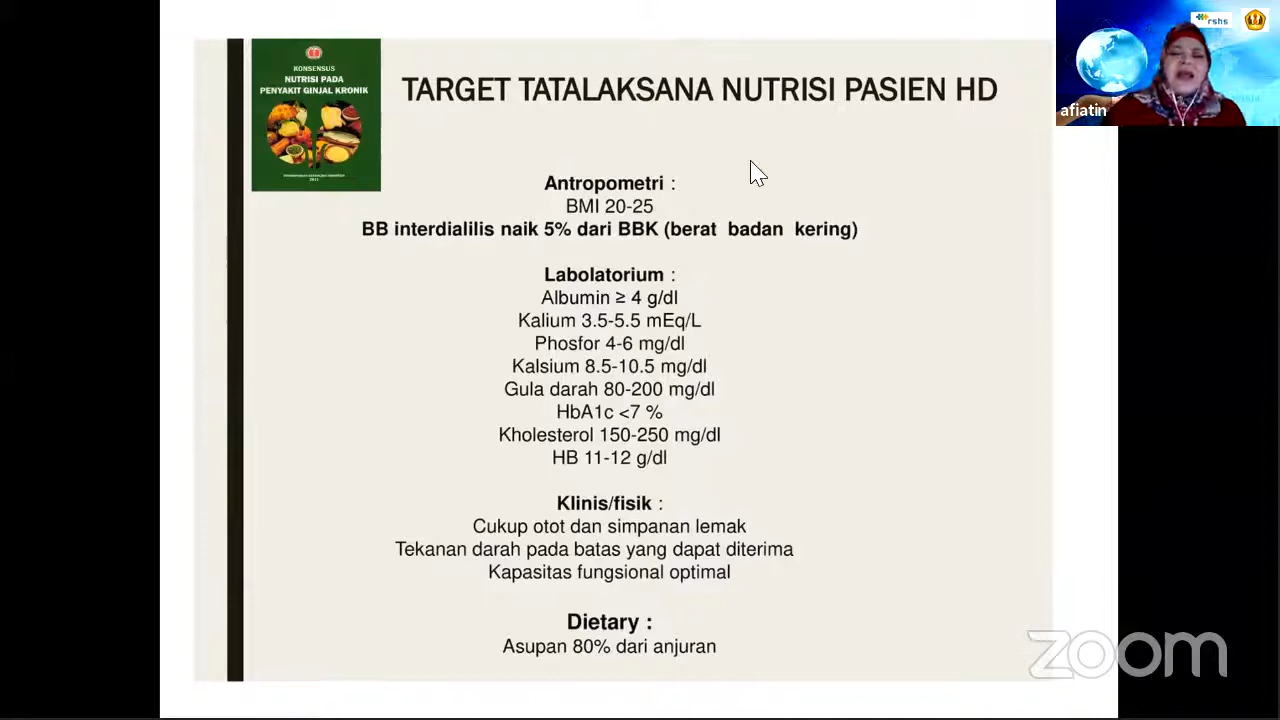 KONSENSUS
NUTRISI PADA
PENYAKIT GINJAL KRONIK
2011
TARGET TATALAKSANA NUTRISI PASIEN HD
rshs
afiatin
Antropometri :
BMI 20-25
BB interdialilis naik 5% dari BBK (berat badan kering)
Labolatorium :
Albumin ≥ 4 g/dl
Kalium 3.5-5.5 mEq/L
Phosfor 4-6 mg/dl
Kalsium 8.5-10.5 mg/dl
Gula darah 80-200 mg/dl
HbA1c <7 %
Kholesterol 150-250 mg/dl
HB 11-12 g/dl
Klinis/fisik :
Cukup otot dan simpanan lemak
Tekanan darah pada batas yang dapat diterima
Kapasitas fungsional optimal
Dietary :
Asupan 80% dari anjuran
zoom